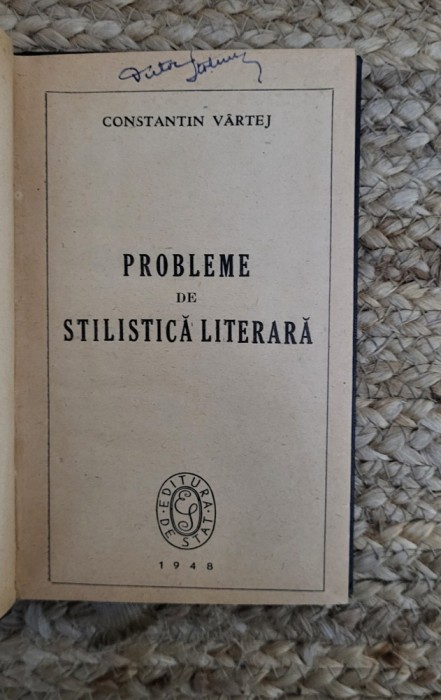 CONSTANTIN VÂRTEJ
PROBLEME
DE
STILISTICĂ LITERARĂ
EDITURA
DE STAT
1948